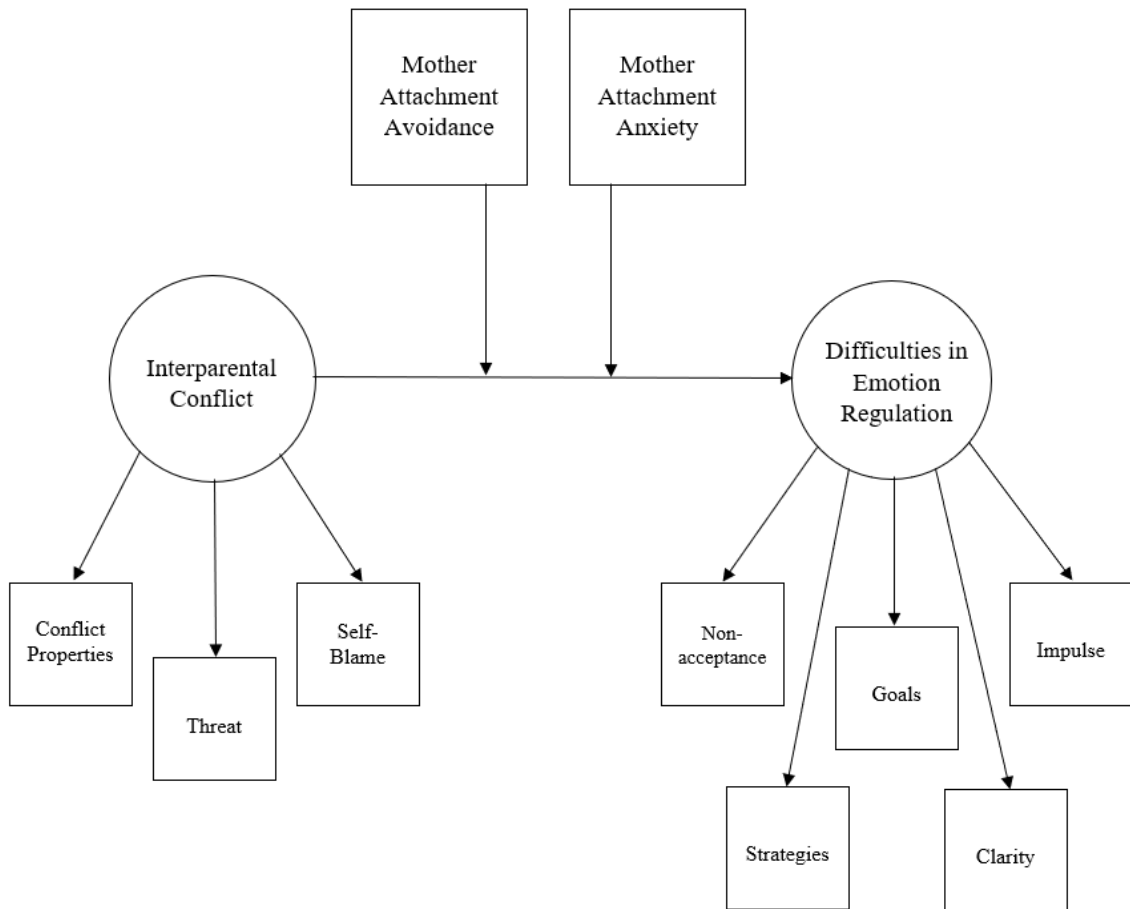 Mother
Attachment
Avoidance
Mother
Attachment
Anxiety
Interparental
Conflict
Difficulties in
Emotion
Regulation
Conflict
Properties
Threat
Self-
Blame
Non-
acceptance
Goals
Impulse
Strategies
Clarity